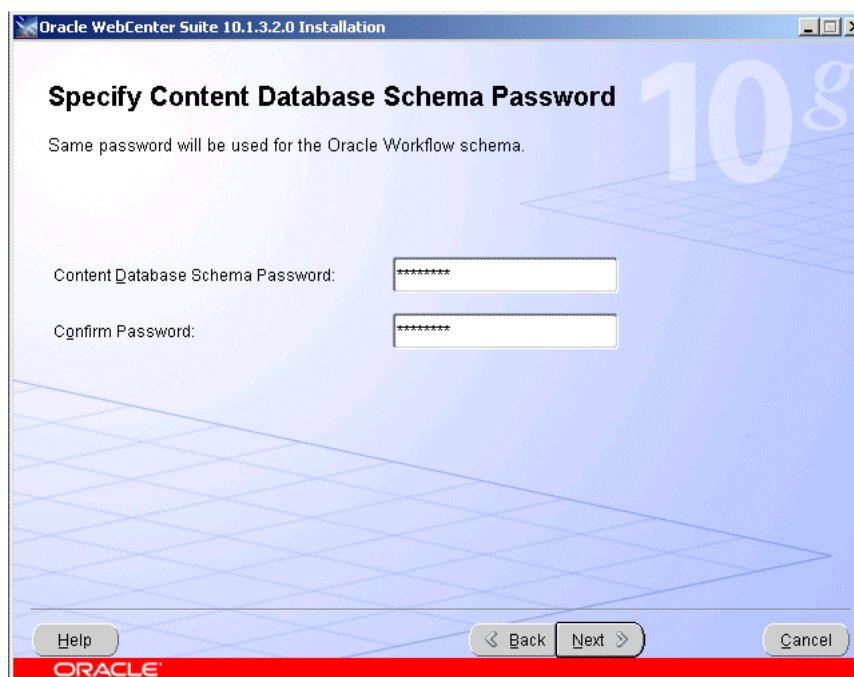 Oracle WebCenter Suite 10.1.3.2.0 Installation
10g
Specify Content Database Schema Password
Same password will be used for the Oracle Workflow schema.
Content Database Schema Password: ********
Confirm Password: ********
Help Back Next Cancel
ORACLE